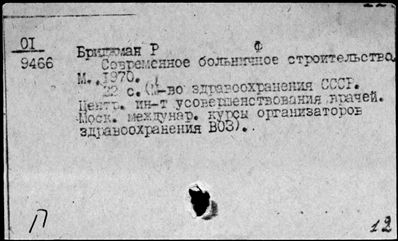 OI
9466
Бриджман Р Ф
Современное больничное строительство.
М., 1970.
22 с. (М-во здравоохранения СССР.
Центр. ин-т усовершенствования врачей.
Моск. междунар. курсы организаторов
здравоохранения ВОЗ).
П
12